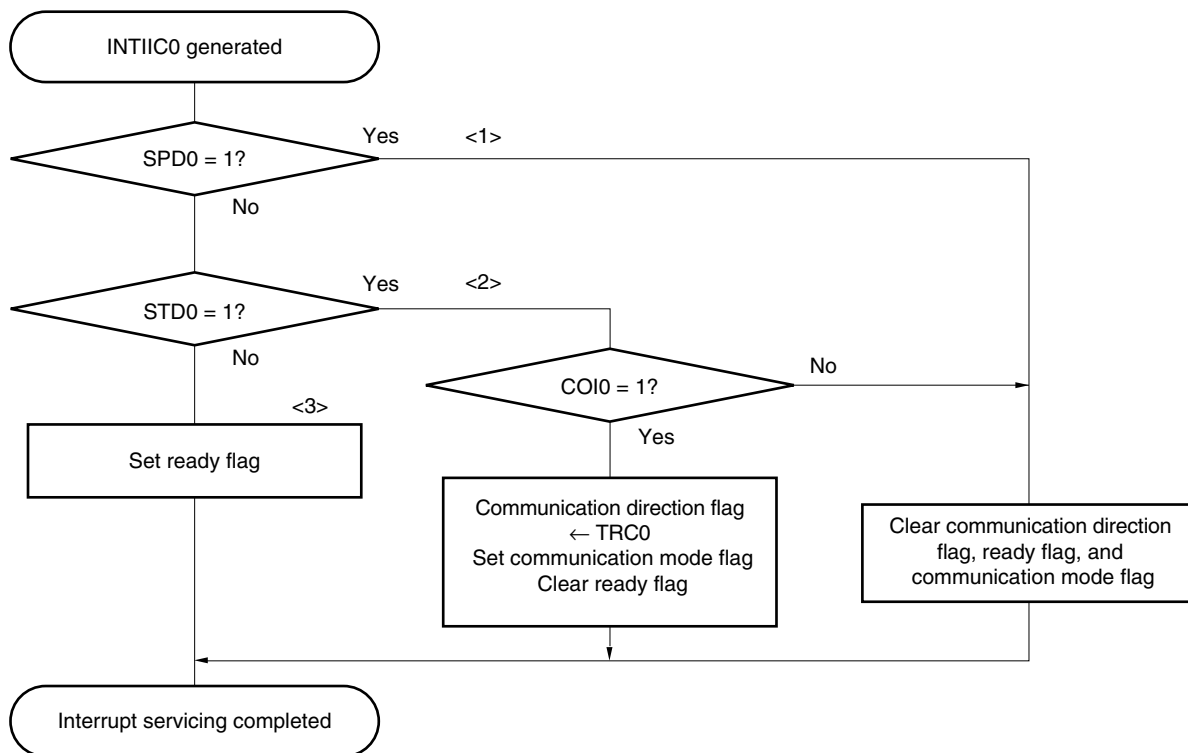 INTIIC0 generated
Yes
<1>
SPD0 = 1?
No
Yes
<2>
STD0 = 1?
No
COI0 = 1?
No
<3>
Yes
Set ready flag
Communication direction flag
← TRC0
Set communication mode flag
Clear ready flag
Clear communication direction
flag, ready flag, and
communication mode flag
Interrupt servicing completed